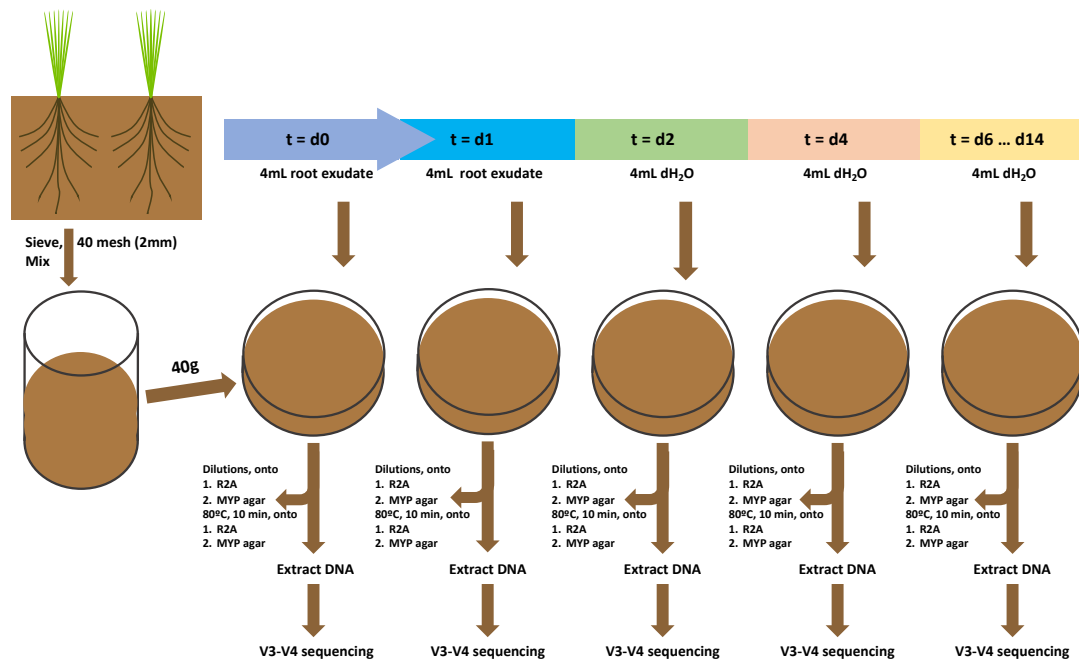 t = d0
t = d1
t = d2
t = d4
t = d6 ... d14
4mL root exudate
4mL root exudate
4mL dH₂O
4mL dH₂O
4mL dH₂O
Sieve, 40 mesh (2mm)
Mix
40g
Dilutions, onto
1. R2A
2. MYP agar
80ºC, 10 min, onto
1. R2A
2. MYP agar
Dilutions, onto
1. R2A
2. MYP agar
80ºC, 10 min, onto
1. R2A
2. MYP agar
Dilutions, onto
1. R2A
2. MYP agar
80ºC, 10 min, onto
1. R2A
2. MYP agar
Dilutions, onto
1. R2A
2. MYP agar
80ºC, 10 min, onto
1. R2A
2. MYP agar
Dilutions, onto
1. R2A
2. MYP agar
80ºC, 10 min, onto
1. R2A
2. MYP agar
Extract DNA
Extract DNA
Extract DNA
Extract DNA
Extract DNA
V3-V4 sequencing
V3-V4 sequencing
V3-V4 sequencing
V3-V4 sequencing
V3-V4 sequencing